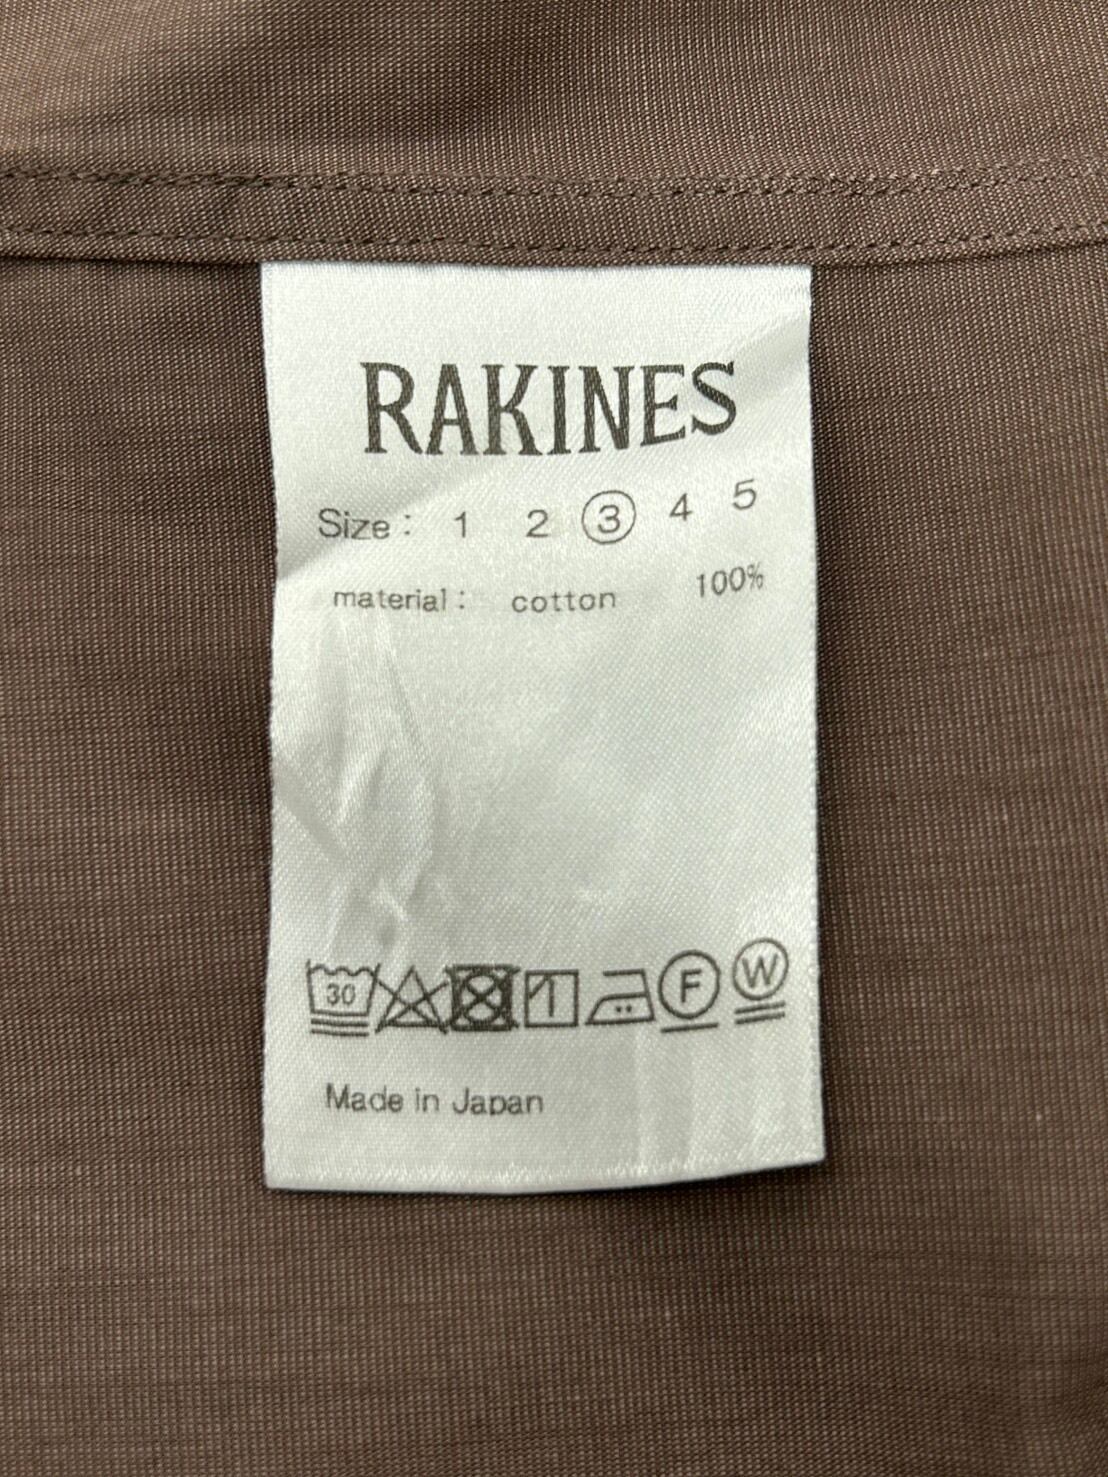 RAKINES
Size: 1 2 3 4 5
material: cotton 100%
30 F W
Made in Japan